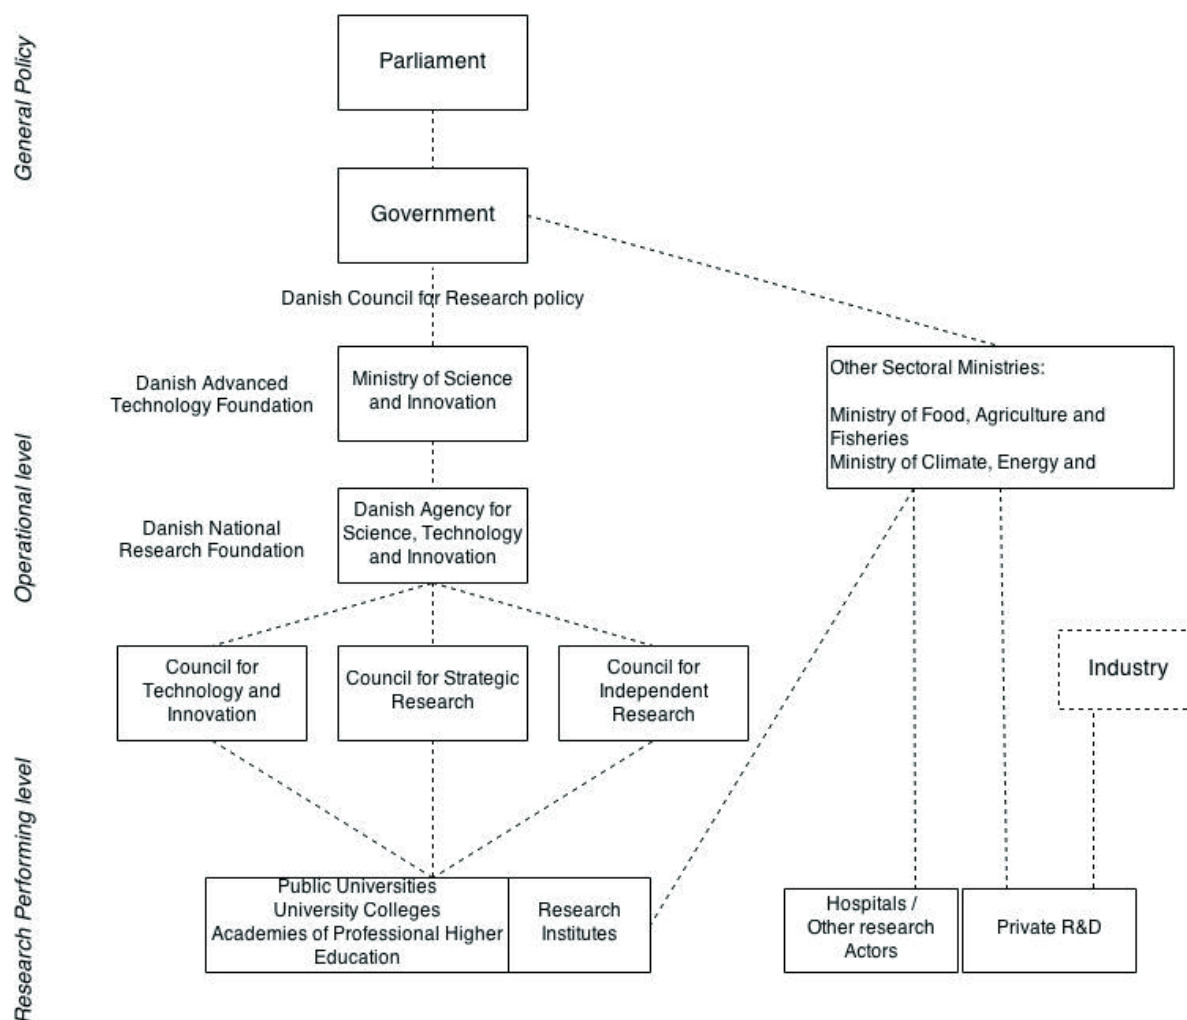 General Policy
Parliament
Government
Danish Council for Research policy
Operational level
Danish Advanced
Technology Foundation
Ministry of Science
and Innovation
Other Sectoral Ministries:
Ministry of Food, Agriculture and
Fisheries
Ministry of Climate, Energy and
Danish National
Research Foundation
Danish Agency for
Science, Technology
and Innovation
Council for
Technology and
Innovation
Council for Strategic
Research
Council for
Independent
Research
Industry
Research Performing level
Public Universities
University Colleges
Academies of Professional Higher
Education
Research
Institutes
Hospitals /
Other research
Actors
Private R&D